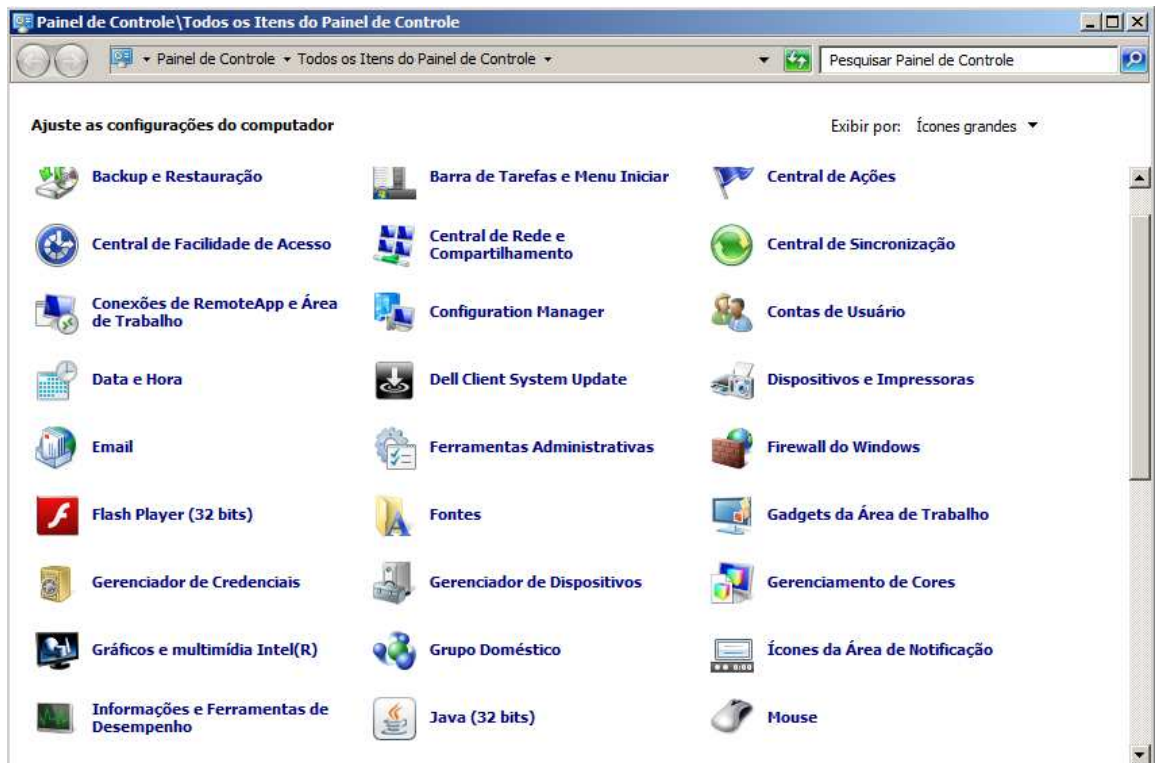 Painel de Controle\Todos os Itens do Painel de Controle
Painel de Controle Todos os Itens do Painel de Controle
Pesquisar Painel de Controle
Ajuste as configurações do computador
Exibir por: Ícones grandes
Backup e Restauração
Barra de Tarefas e Menu Iniciar
Central de Ações
Central de Facilidade de Acesso
Central de Rede e
Compartilhamento
Central de Sincronização
Conexões de RemoteApp e Área
de Trabalho
Configuration Manager
Contas de Usuário
Data e Hora
Dell Client System Update
Dispositivos e Impressoras
Email
Ferramentas Administrativas
Firewall do Windows
Flash Player (32 bits)
Fontes
Gadgets da Área de Trabalho
Gerenciador de Credenciais
Gerenciador de Dispositivos
Gerenciamento de Cores
Gráficos e multimídia Intel(R)
Grupo Doméstico
Ícones da Área de Notificação
Informações e Ferramentas de
Desempenho
Java (32 bits)
Mouse